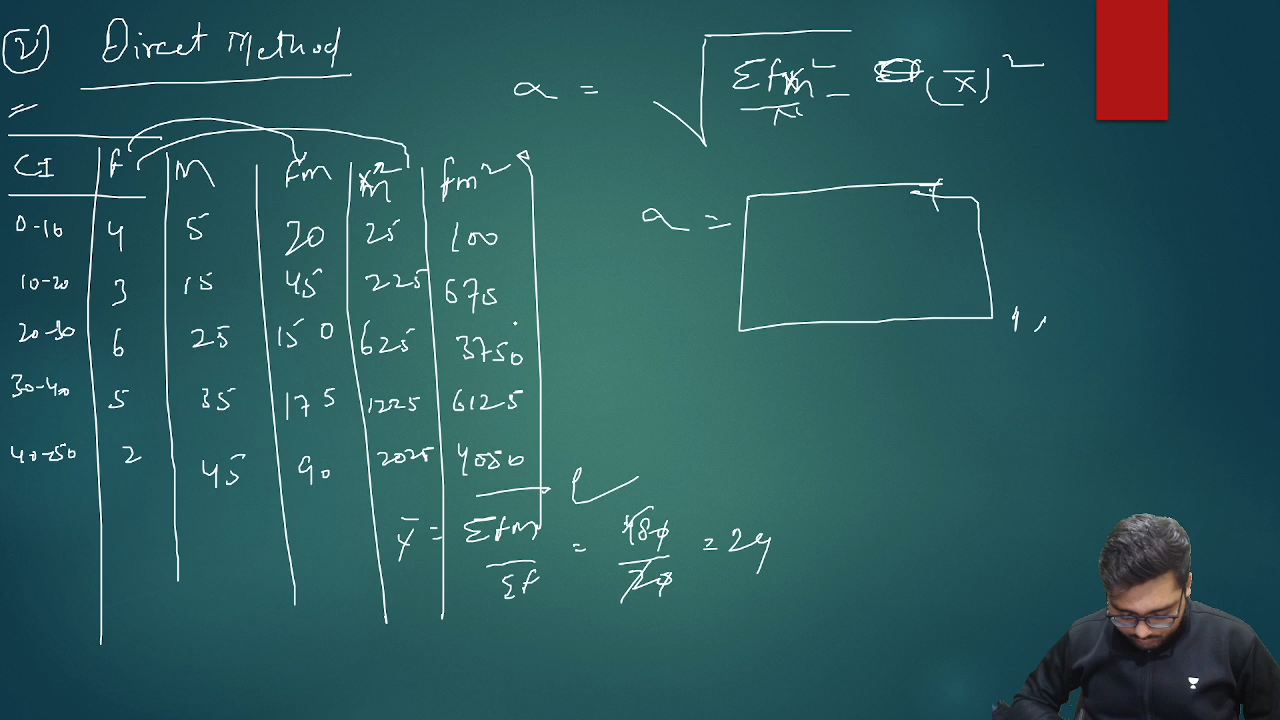 ② Direct Method
σ = √ Σfm² / N − (x̄)²
CI f M fm m² fm²
0-10 4 5 20 25 100
10-20 3 15 45 225 675
20-30 6 25 150 625 3750
30-40 5 35 175 1225 6125
40-50 2 45 90 2025 4050
σ =
x̄ = Σfm / Σf = 480 / 20 = 24